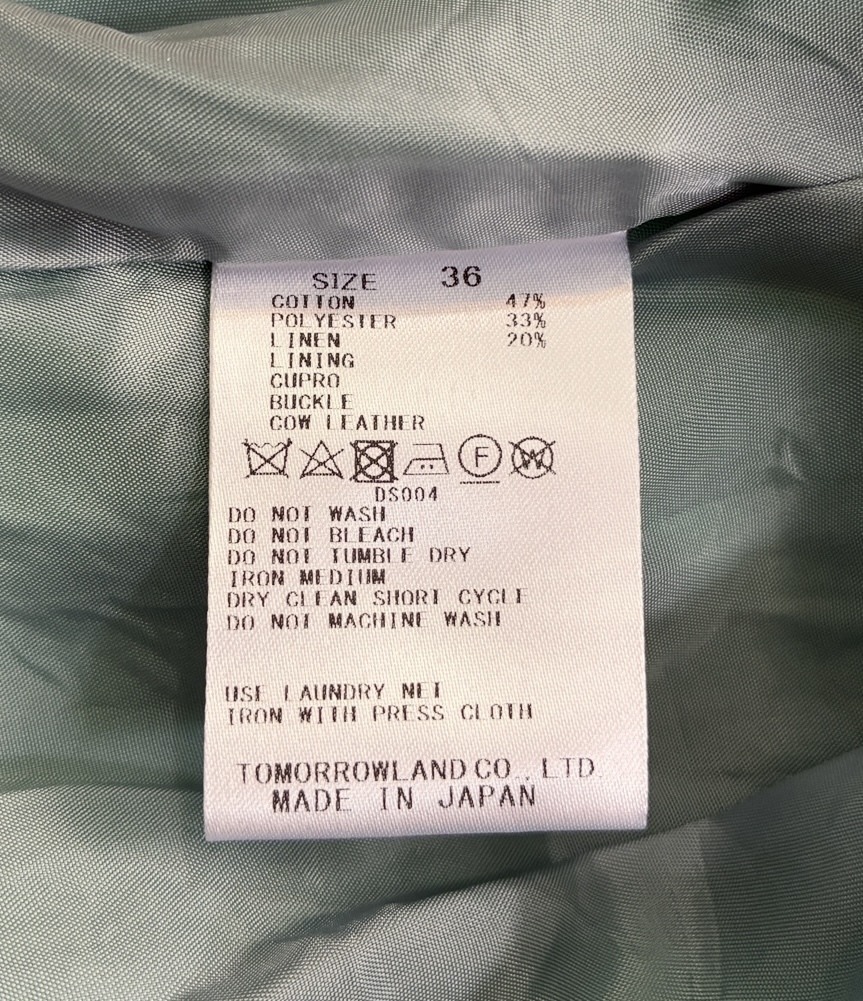 SIZE 36
COTTON 47%
POLYESTER 33%
LINEN 20%
LINING
CUPRO
BUCKLE
COW LEATHER
F W
DS004
DO NOT WASH
DO NOT BLEACH
DO NOT TUMBLE DRY
IRON MEDIUM
DRY CLEAN SHORT CYCLE
DO NOT MACHINE WASH
USE LAUNDRY NET
IRON WITH PRESS CLOTH
TOMORROWLAND CO., LTD.
MADE IN JAPAN